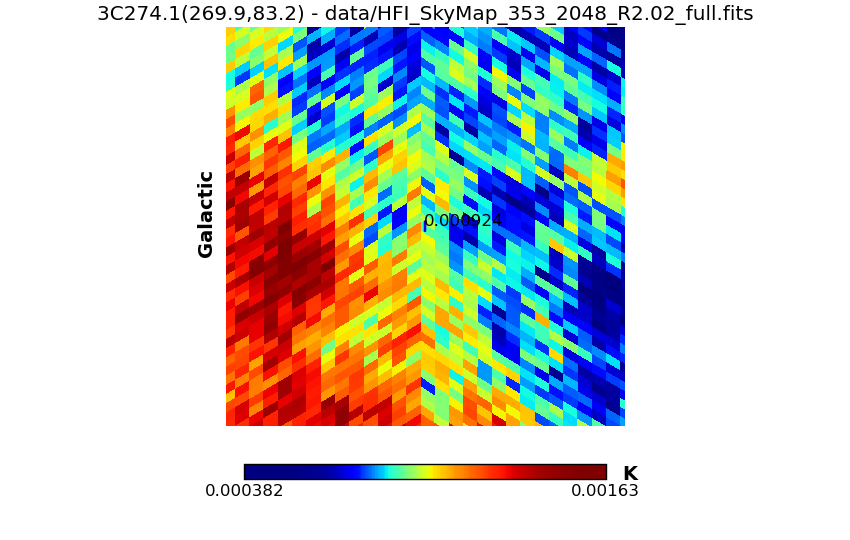 3C274.1(269.9,83.2) - data/HFI_SkyMap_353_2048_R2.02_full.fits
Galactic
0.000924
K
0.000382
0.00163